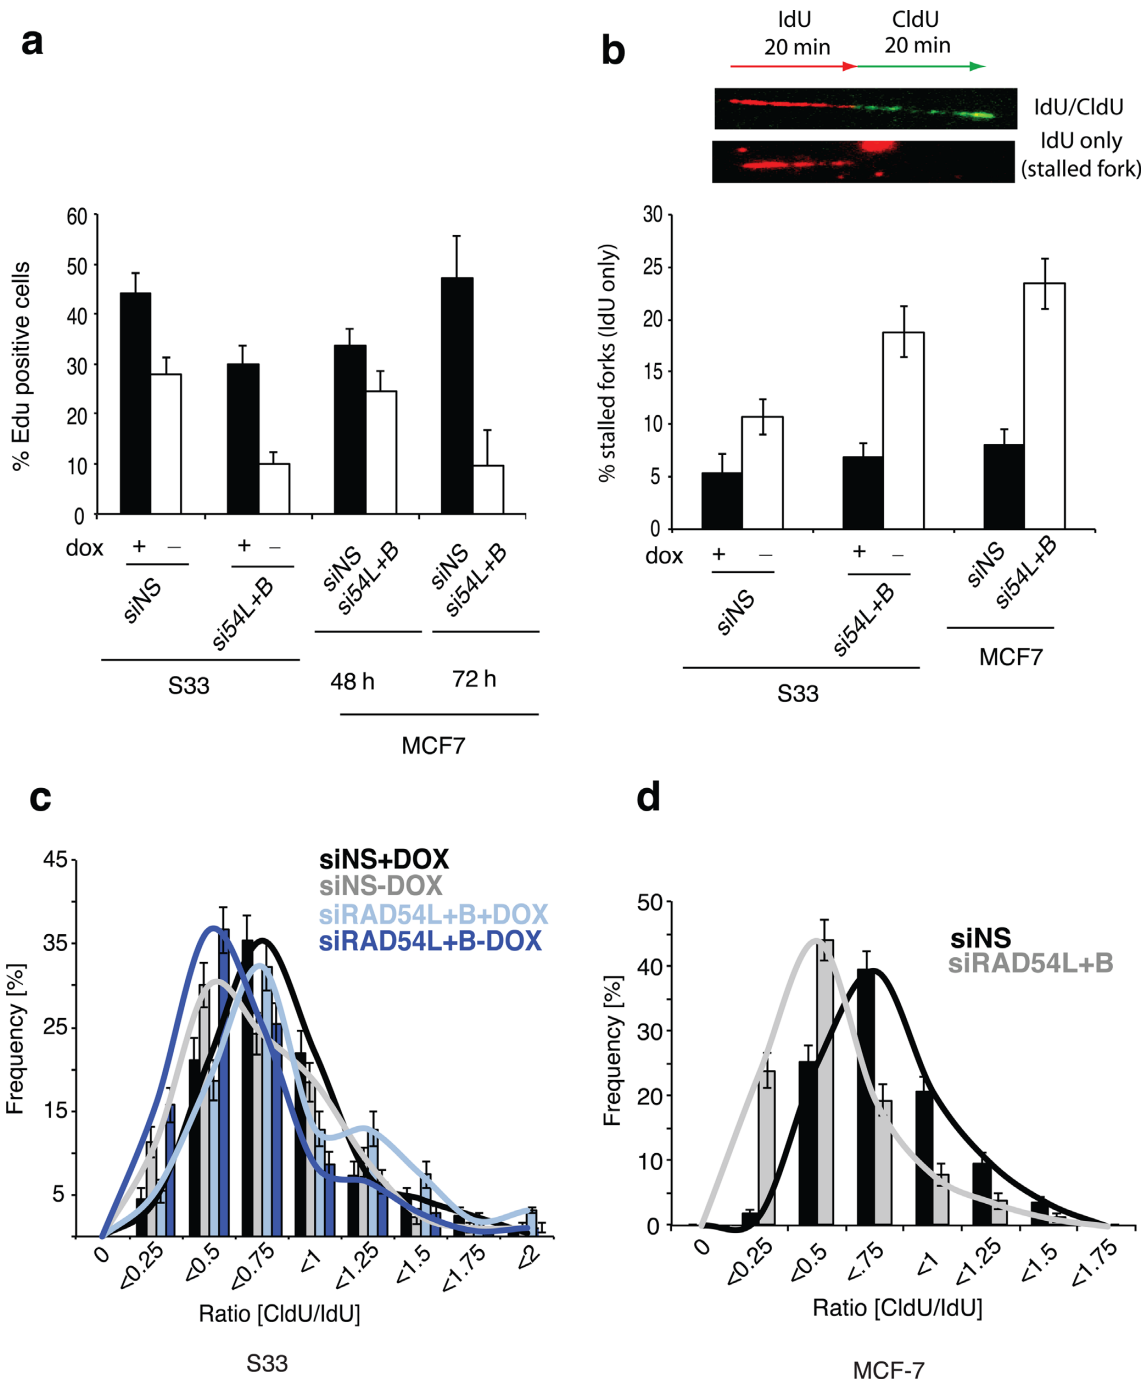 a
% Edu positive cells
60
50
40
30
20
10
0
dox + − + −
siNS si54L+B siNS si54L+B siNS si54L+B
S33 48 h 72 h
MCF7
b
IdU CldU
20 min 20 min
IdU/CldU
IdU only
(stalled fork)
% stalled forks (IdU only)
30
25
20
15
10
5
0
dox + − + −
siNS si54L+B siNS si54L+B
MCF7
S33
c
siNS+DOX
siNS-DOX
siRAD54L+B+DOX
siRAD54L+B-DOX
Frequency [%]
45
35
25
15
5
0 <0.25 <0.5 <0.75 <1 <1.25 <1.5 <1.75 <2
Ratio [CldU/IdU]
S33
d
siNS
siRAD54L+B
Frequency [%]
50
40
30
20
10
0
0 <0.25 <0.5 <.75 <1 <1.25 <1.5 <1.75
Ratio [CldU/IdU]
MCF-7